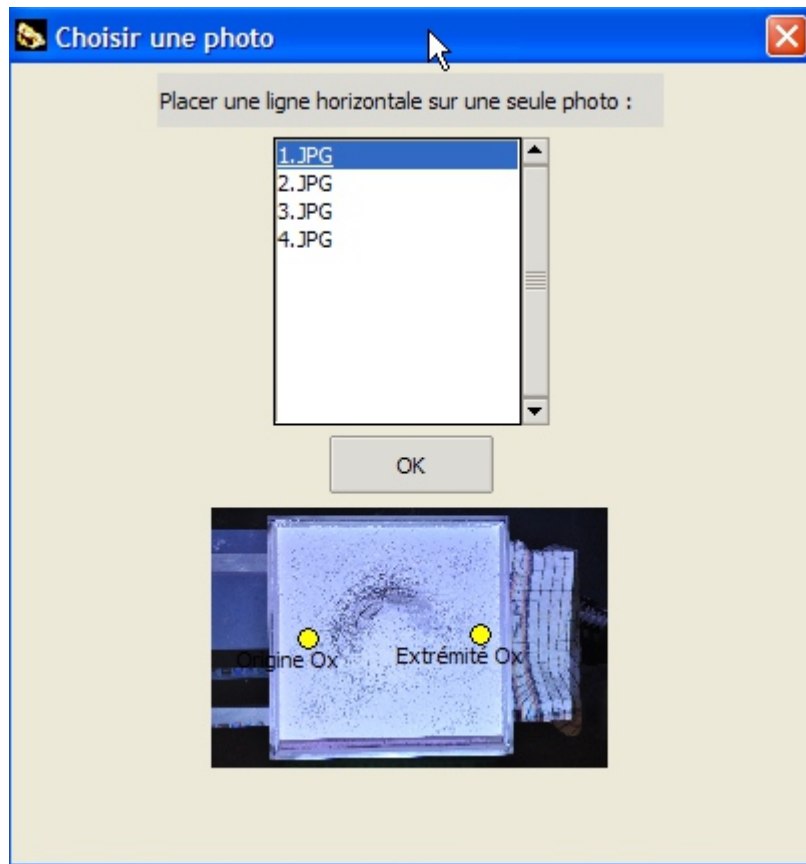 Choisir une photo
Placer une ligne horizontale sur une seule photo :
1.JPG
2.JPG
3.JPG
4.JPG
OK
Origine Ox
Extrémité Ox